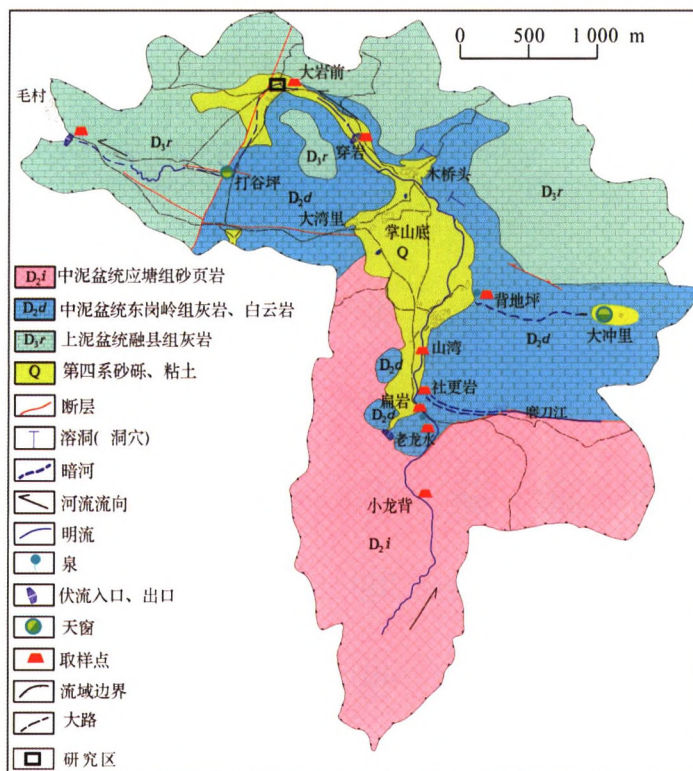 0 500 1 000 m
大岩前
毛村
D₃r
穿岩
D₃r
木桥头
打谷坪
D₂d
大湾里
D₃r
掌山底
Q
背地坪
大冲里
D₂d
山湾
D₂d
社更岩
扁岩
D₂d
磨刀江
老龙水
小龙背
D₂i
D₂i 中泥盆统应塘组砂页岩
D₂d 中泥盆统东岗岭组灰岩、白云岩
D₃r 上泥盆统融县组灰岩
Q 第四系砂砾、粘土
断层
溶洞( 洞穴)
暗河
河流流向
明流
泉
伏流入口、出口
天窗
取样点
流域边界
大路
研究区